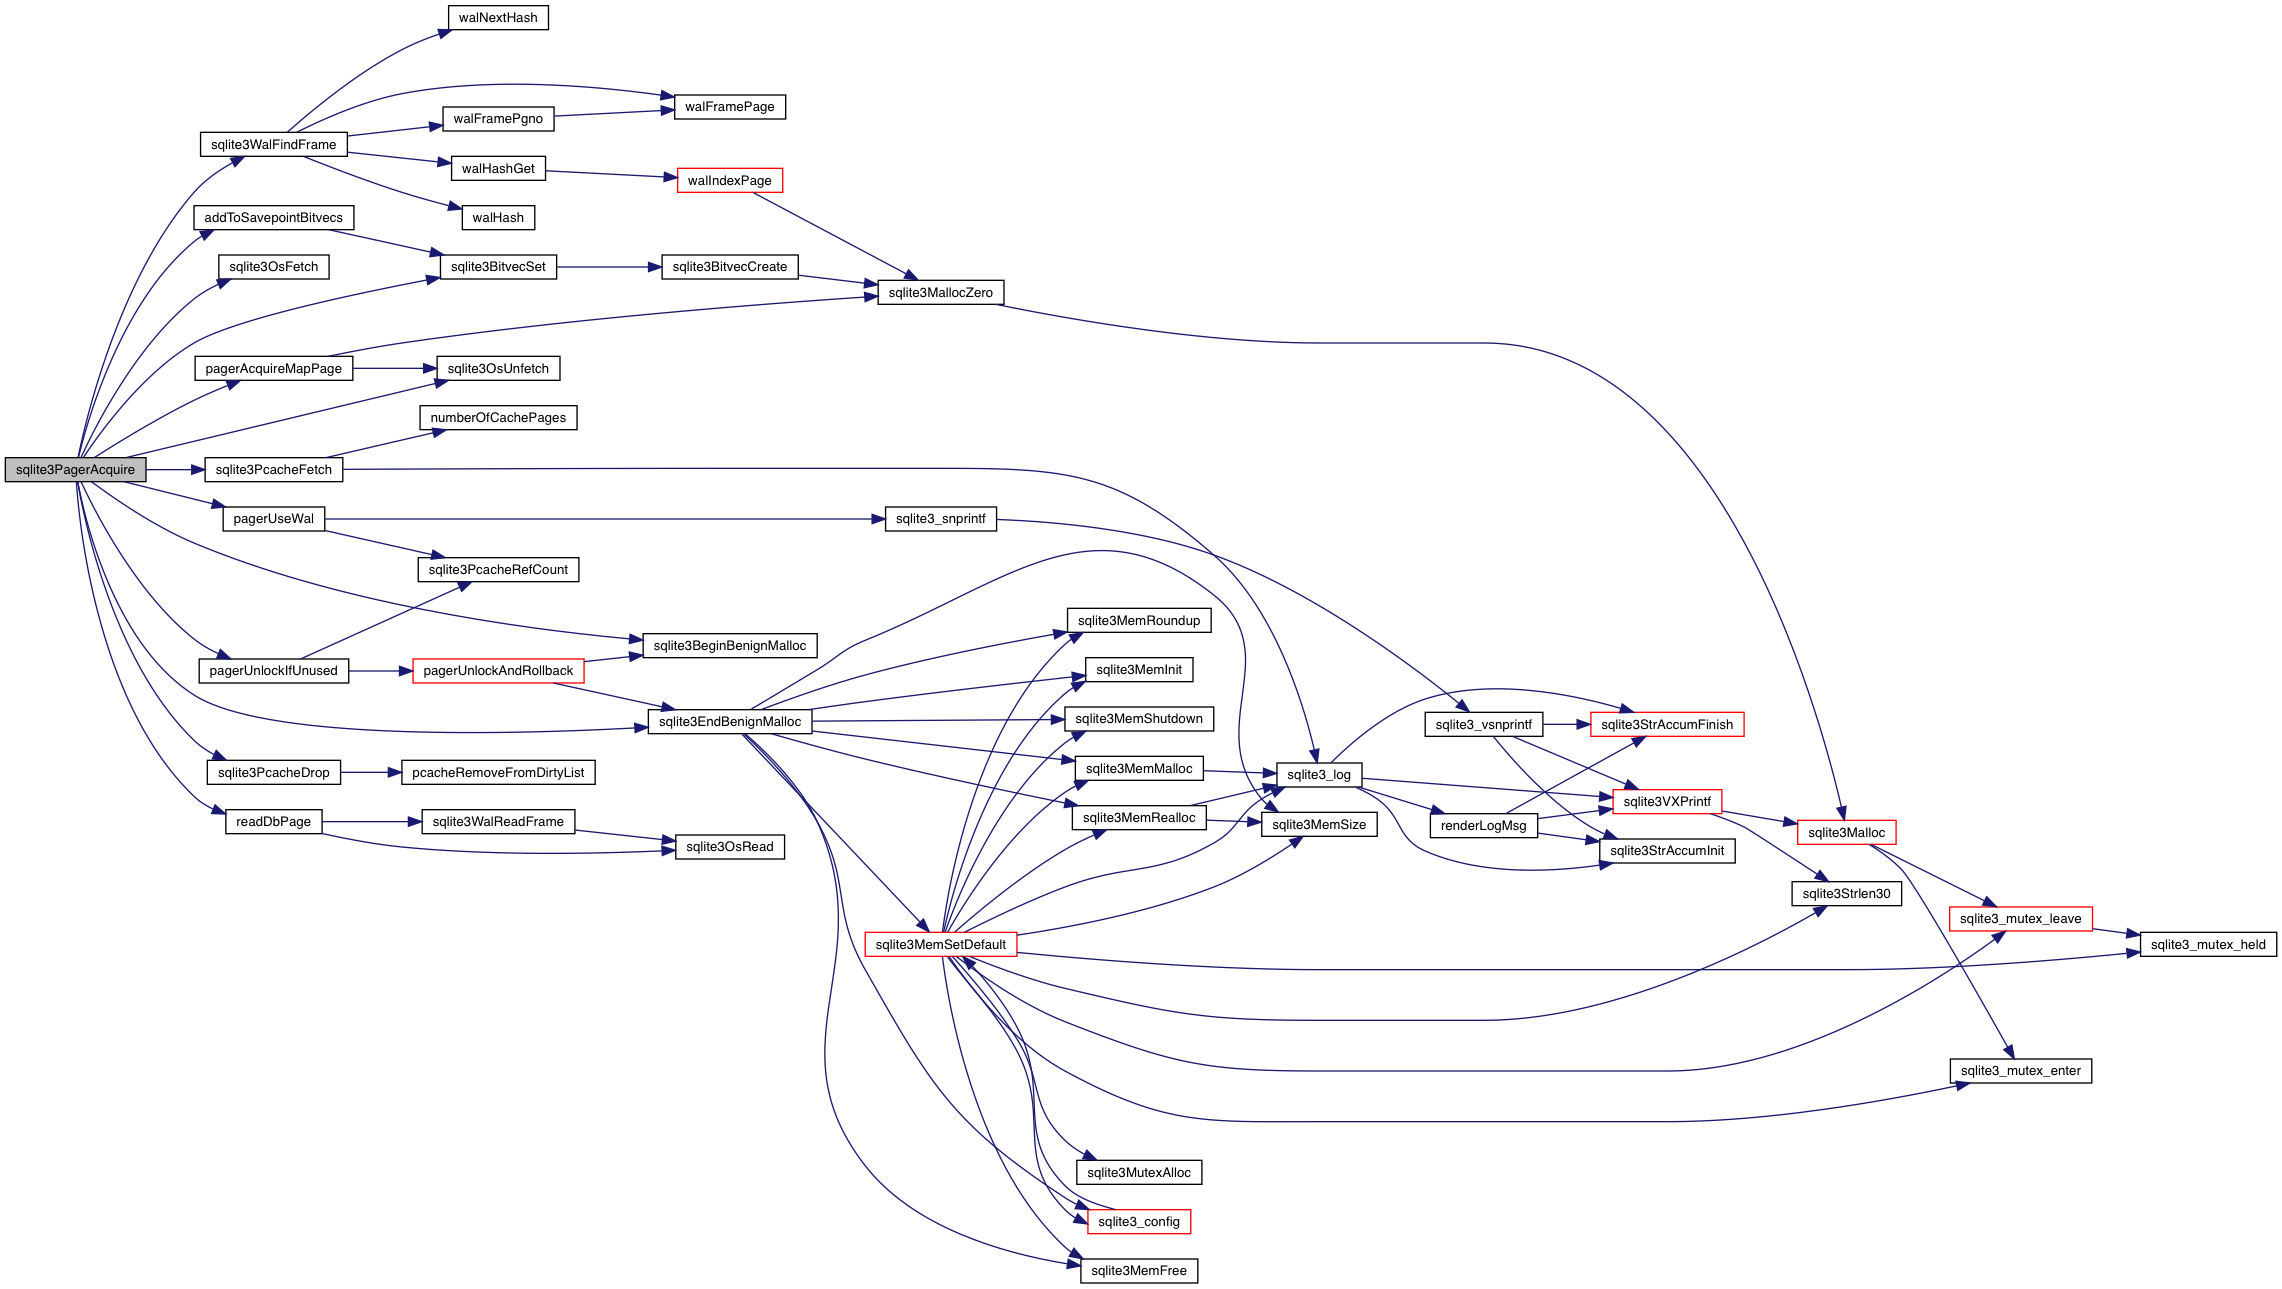 walNextHash
walFramePage
walFramePgno
sqlite3WalFindFrame
walHashGet
walIndexPage
addToSavepointBitvecs
walHash
sqlite3OsFetch
sqlite3BitvecSet
sqlite3BitvecCreate
sqlite3MallocZero
pagerAcquireMapPage
sqlite3OsUnfetch
numberOfCachePages
sqlite3PagerAcquire
sqlite3PcacheFetch
pagerUseWal
sqlite3_snprintf
sqlite3PcacheRefCount
sqlite3MemRoundup
sqlite3BeginBenignMalloc
pagerUnlockIfUnused
pagerUnlockAndRollback
sqlite3MemInit
sqlite3EndBenignMalloc
sqlite3MemShutdown
sqlite3_vsnprintf
sqlite3StrAccumFinish
sqlite3PcacheDrop
pcacheRemoveFromDirtyList
sqlite3MemMalloc
sqlite3_log
sqlite3VXPrintf
readDbPage
sqlite3WalReadFrame
sqlite3MemRealloc
sqlite3MemSize
renderLogMsg
sqlite3Malloc
sqlite3OsRead
sqlite3StrAccumInit
sqlite3Strlen30
sqlite3_mutex_leave
sqlite3MemSetDefault
sqlite3_mutex_held
sqlite3_mutex_enter
sqlite3MutexAlloc
sqlite3_config
sqlite3MemFree